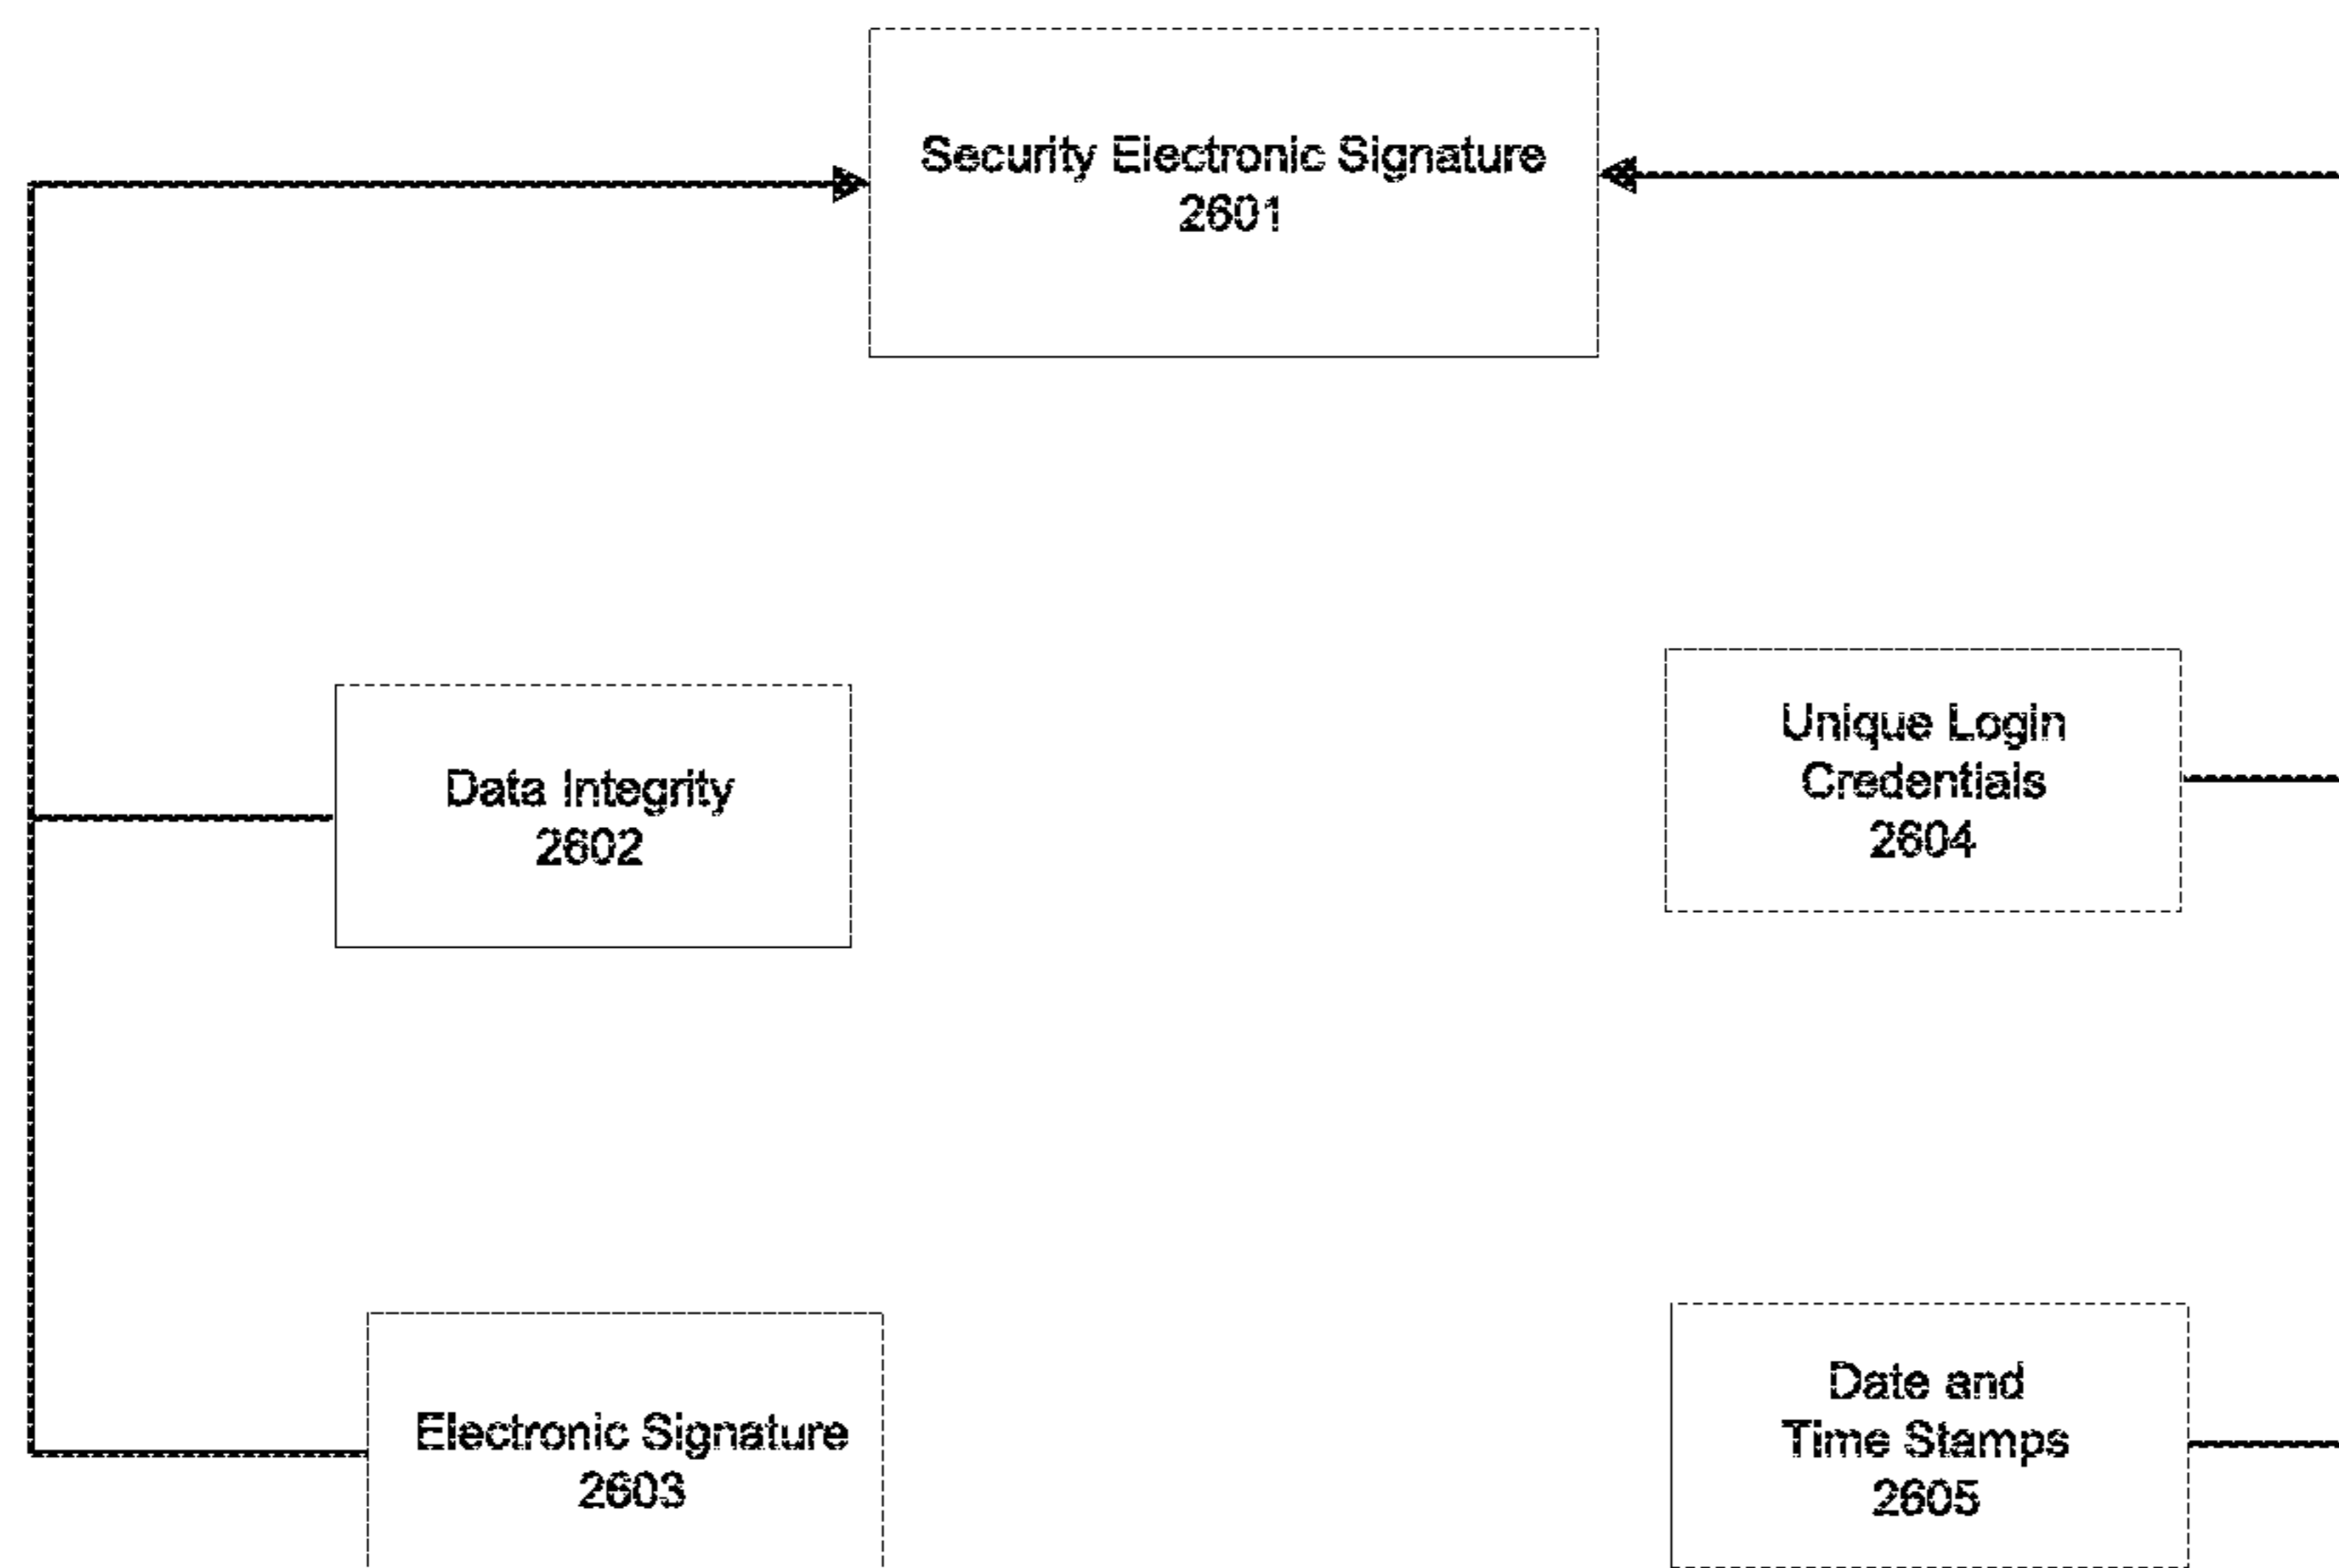 Security Electronic Signature
2601
Data Integrity
2602
Unique Login
Credentials
2604
Electronic Signature
2603
Date and
Time Stamps
2605